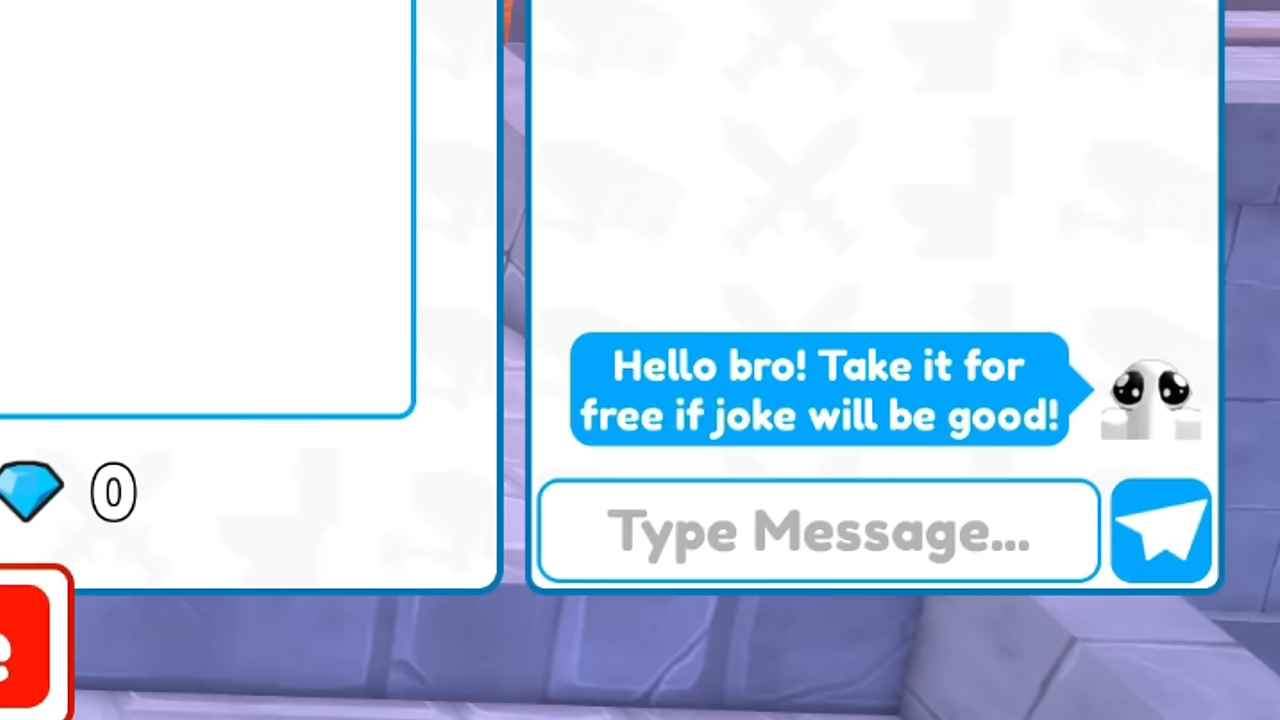 Hello bro! Take it for
free if joke will be good!
0
Type Message...
e